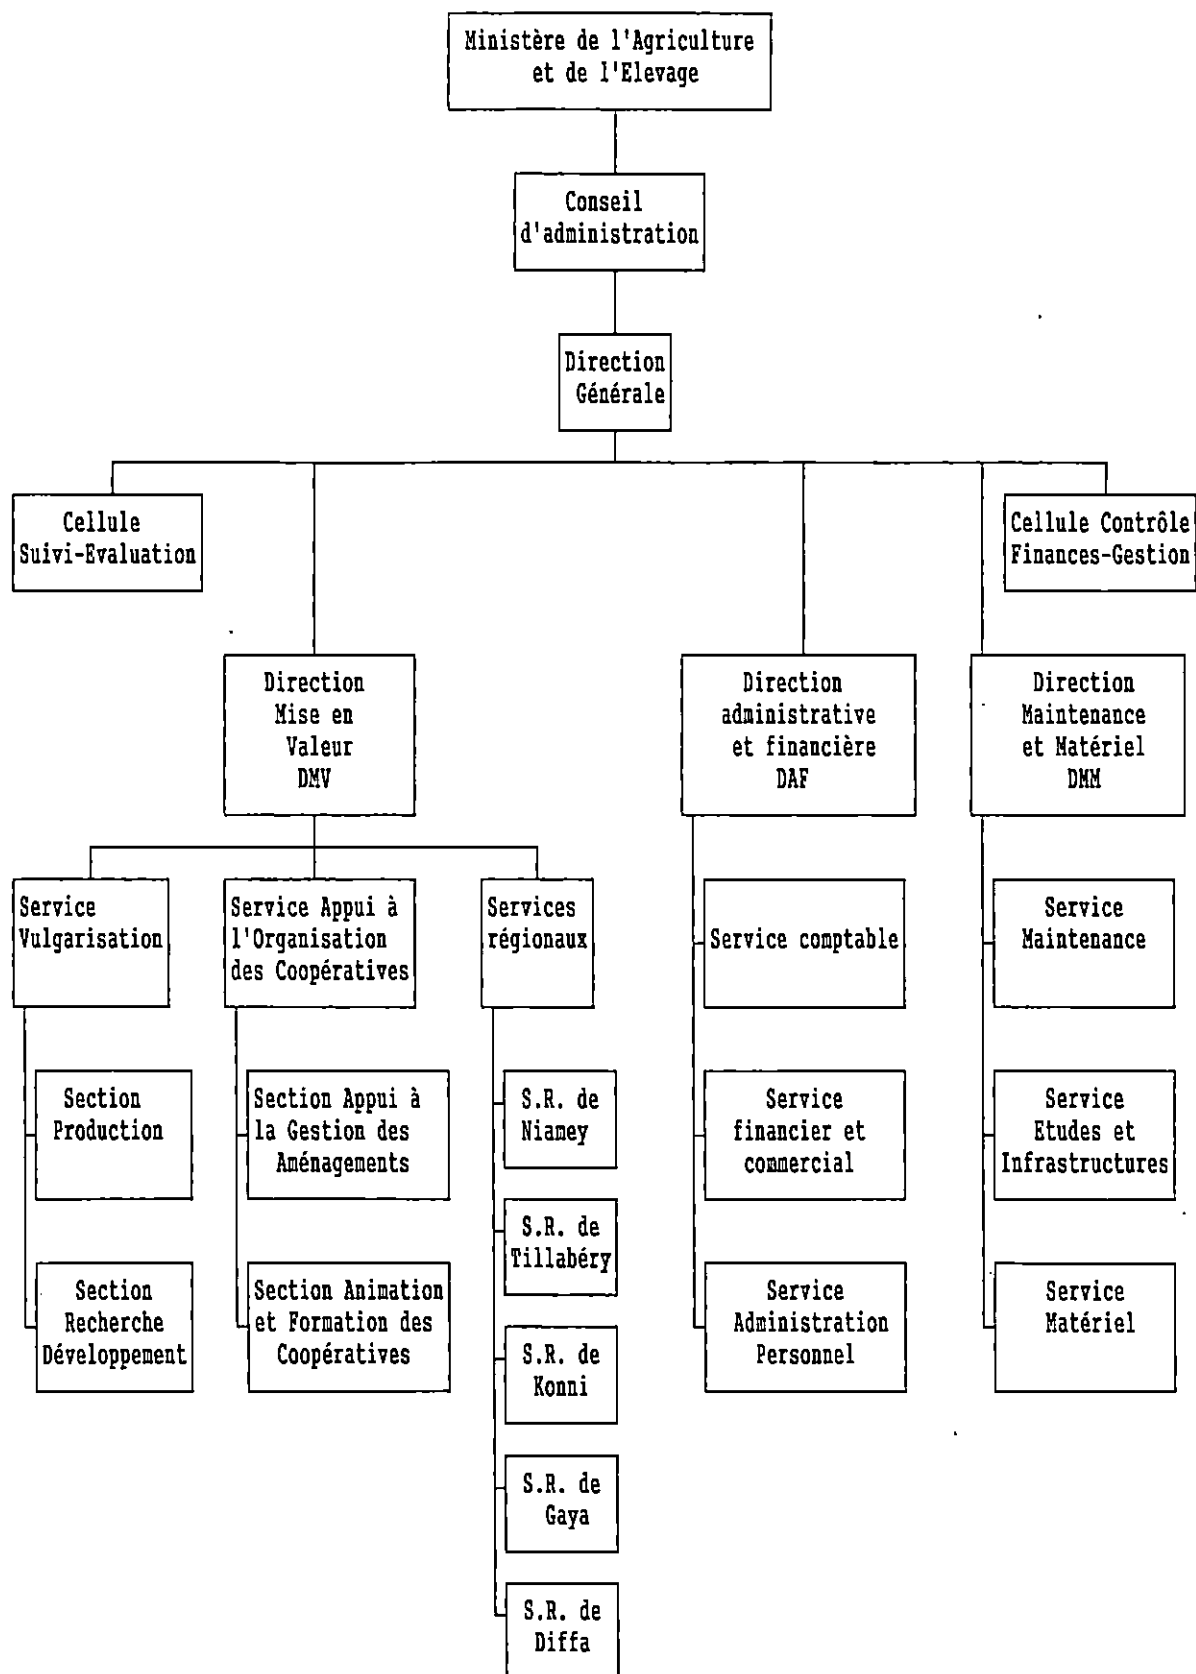 Ministère de l'Agriculture
et de l'Elevage
Conseil
d'administration
Direction
Générale
Cellule
Suivi-Evaluation
Cellule Contrôle
Finances-Gestion
Direction
Mise en
Valeur
DMV
Direction
administrative
et financière
DAF
Direction
Maintenance
et Matériel
DMM
Service
Vulgarisation
Service Appui à
l'Organisation
des Coopératives
Services
régionaux
Service comptable
Service
Maintenance
Section
Production
Section Appui à
la Gestion des
Aménagements
S.R. de
Niamey
Service
financier et
commercial
Service
Etudes et
Infrastructures
S.R. de
Tillabéry
Section
Recherche
Développement
Section Animation
et Formation des
Coopératives
S.R. de
Konni
Service
Administration
Personnel
Service
Matériel
S.R. de
Gaya
S.R. de
Diffa